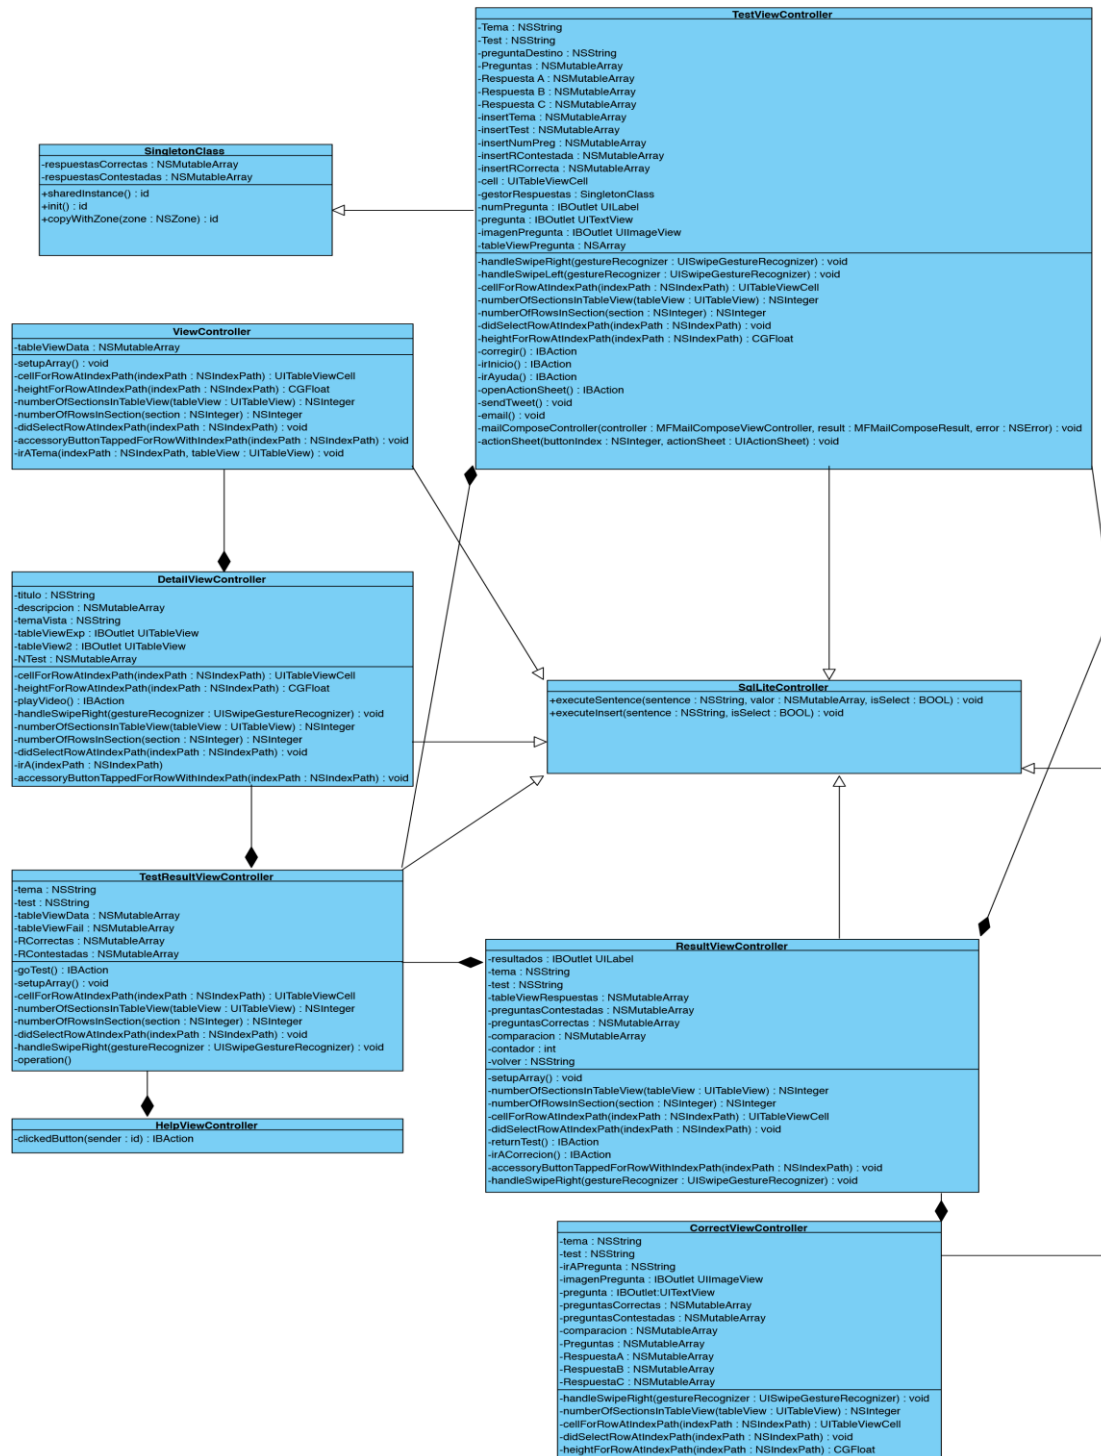 TestViewController
-Tema : NSString
-Test : NSString
-preguntaDestino : NSString
-Preguntas : NSMutableArray
-Respuesta A : NSMutableArray
-Respuesta B : NSMutableArray
-Respuesta C : NSMutableArray
-insertTema : NSMutableArray
-insertTest : NSMutableArray
-insertNumPreg : NSMutableArray
-insertRContestada : NSMutableArray
-insertRCorrecta : NSMutableArray
-cell : UITableViewCell
-gestorRespuestas : SingletonClass
-numPregunta : IBOutlet UILabel
-pregunta : IBOutlet UITextView
-imagenPregunta : IBOutlet UIImageView
-tableViewPregunta : NSArray
-handleSwipeRight(gestureRecognizer : UISwipeGestureRecognizer) : void
-handleSwipeLeft(gestureRecognizer : UISwipeGestureRecognizer) : void
-cellForRowAtIndexPath(indexPath : NSIndexPath) : UITableViewCell
-numberOfSectionsInTableView(tableView : UITableView) : NSInteger
-numberOfRowsInSection(section : NSInteger) : NSInteger
-didSelectRowAtIndexPath(indexPath : NSIndexPath) : void
-heightForRowAtIndexPath(indexPath : NSIndexPath) : CGFloat
-corregir() : IBAction
-irInicio() : IBAction
-irAyuda() : IBAction
-openActionSheet() : IBAction
-sendTweet() : void
-email() : void
-mailComposeController(controller : MFMailComposeViewController, result : MFMailComposeResult, error : NSError) : void
-actionSheet(buttonIndex : NSInteger, actionSheet : UIActionSheet) : void
SingletonClass
-respuestasCorrectas : NSMutableArray
-respuestasContestadas : NSMutableArray
+sharedInstance() : id
+init() : id
+copyWithZone(zone : NSZone) : id
ViewController
-tableViewData : NSMutableArray
-setupArray() : void
-cellForRowAtIndexPath(indexPath : NSIndexPath) : UITableViewCell
-heightForRowAtIndexPath(indexPath : NSIndexPath) : CGFloat
-numberOfSectionsInTableView(tableView : UITableView) : NSInteger
-numberOfRowsInSection(section : NSInteger) : NSInteger
-didSelectRowAtIndexPath(indexPath : NSIndexPath) : void
-accessoryButtonTappedForRowWithIndexPath(indexPath : NSIndexPath) : void
-irATema(indexPath : NSIndexPath, tableView : UITableView) : void
DetailViewController
-titulo : NSString
-descripcion : NSMutableArray
-temaVista : NSString
-tableViewExp : IBOutlet UITableView
-tableView2 : IBOutlet UITableView
-NTest : NSMutableArray
-cellForRowAtIndexPath(indexPath : NSIndexPath) : UITableViewCell
-heightForRowAtIndexPath(indexPath : NSIndexPath) : CGFloat
-playVideo() : IBAction
-handleSwipeRight(gestureRecognizer : UISwipeGestureRecognizer) : void
-numberOfSectionsInTableView(tableView : UITableView) : NSInteger
-numberOfRowsInSection(section : NSInteger) : NSInteger
-didSelectRowAtIndexPath(indexPath : NSIndexPath) : void
-irA(indexPath : NSIndexPath)
-accessoryButtonTappedForRowWithIndexPath(indexPath : NSIndexPath) : void
SqlLiteController
+executeSentence(sentence : NSString, valor : NSMutableArray, isSelect : BOOL) : void
+executeInsert(sentence : NSString, isSelect : BOOL) : void
TestResultViewController
-tema : NSString
-test : NSString
-tableViewData : NSMutableArray
-tableViewFail : NSMutableArray
-RCorrectas : NSMutableArray
-RContestadas : NSMutableArray
-goTest() : IBAction
-setupArray() : void
-cellForRowAtIndexPath(indexPath : NSIndexPath) : UITableViewCell
-numberOfSectionsInTableView(tableView : UITableView) : NSInteger
-numberOfRowsInSection(section : NSInteger) : NSInteger
-didSelectRowAtIndexPath(indexPath : NSIndexPath) : void
-handleSwipeRight(gestureRecognizer : UISwipeGestureRecognizer) : void
-operation()
HelpViewController
-clickedButton(sender : id) : IBAction
ResultViewController
-resultados : IBOutlet UILabel
-tema : NSString
-test : NSString
-tableViewRespuestas : NSMutableArray
-preguntasContestadas : NSMutableArray
-preguntasCorrectas : NSMutableArray
-comparacion : NSMutableArray
-contador : int
-volver : NSString
-setupArray() : void
-numberOfSectionsInTableView(tableView : UITableView) : NSInteger
-numberOfRowsInSection(section : NSInteger) : NSInteger
-cellForRowAtIndexPath(indexPath : NSIndexPath) : UITableViewCell
-didSelectRowAtIndexPath(indexPath : NSIndexPath) : void
-returnTest() : IBAction
-irACorrecion() : IBAction
-accessoryButtonTappedForRowWithIndexPath(indexPath : NSIndexPath) : void
-handleSwipeRight(gestureRecognizer : UISwipeGestureRecognizer) : void
CorrectViewController
-tema : NSString
-test : NSString
-irAPregunta : NSString
-imagenPregunta : IBOutlet UIImageView
-pregunta : IBOutlet:UITextView
-preguntasCorrectas : NSMutableArray
-preguntasContestadas : NSMutableArray
-comparacion : NSMutableArray
-Preguntas : NSMutableArray
-RespuestaA : NSMutableArray
-RespuestaB : NSMutableArray
-RespuestaC : NSMutableArray
-handleSwipeRight(gestureRecognizer : UISwipeGestureRecognizer) : void
-numberOfSectionsInTableView(tableView : UITableView) : NSInteger
-cellForRowAtIndexPath(indexPath : NSIndexPath) : UITableViewCell
-didSelectRowAtIndexPath(indexPath : NSIndexPath) : void
-heightForRowAtIndexPath(indexPath : NSIndexPath) : CGFloat